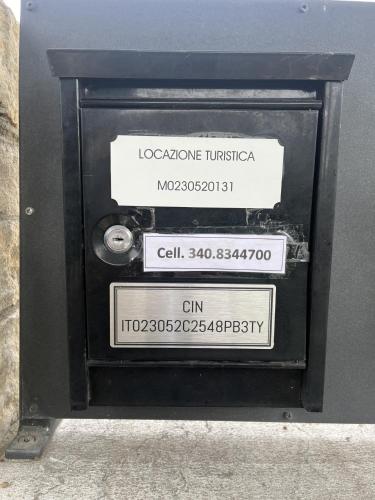 LOCAZIONE TURISTICA
M0230520131
Cell. 340.8344700
CIN
IT023052C2548PB3TY